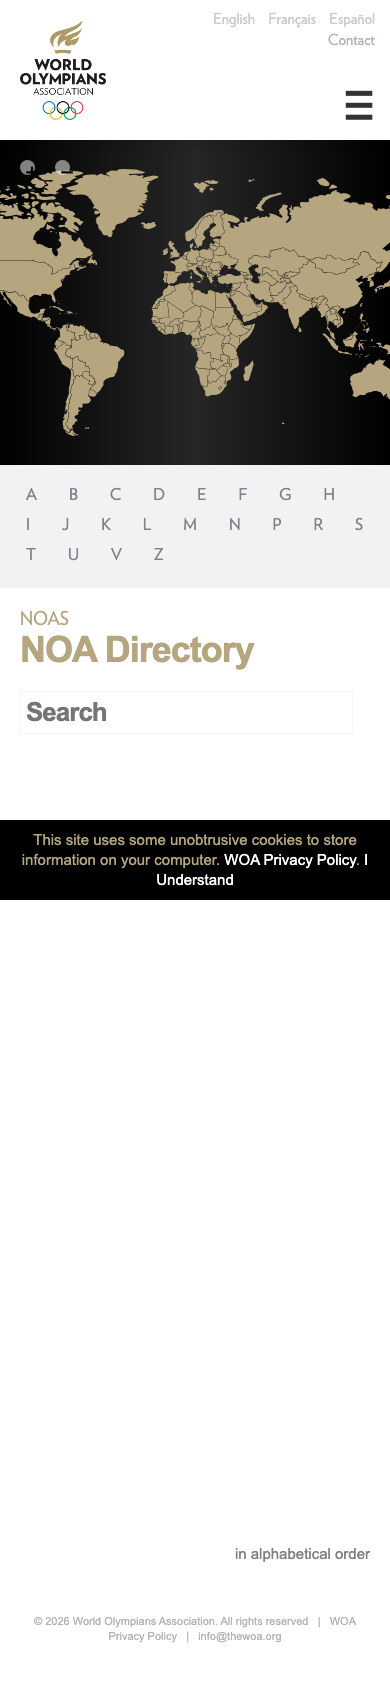 English Français Español
Contact
WORLD
OLYMPIANS
ASSOCIATION
A B C D E F G H
I J K L M N P R S
T U V Z
NOAS
NOA Directory
Search
This site uses some unobtrusive cookies to store
information on your computer. WOA Privacy Policy. I
Understand
in alphabetical order
© 2026 World Olympians Association. All rights reserved | WOA
Privacy Policy | info@thewoa.org